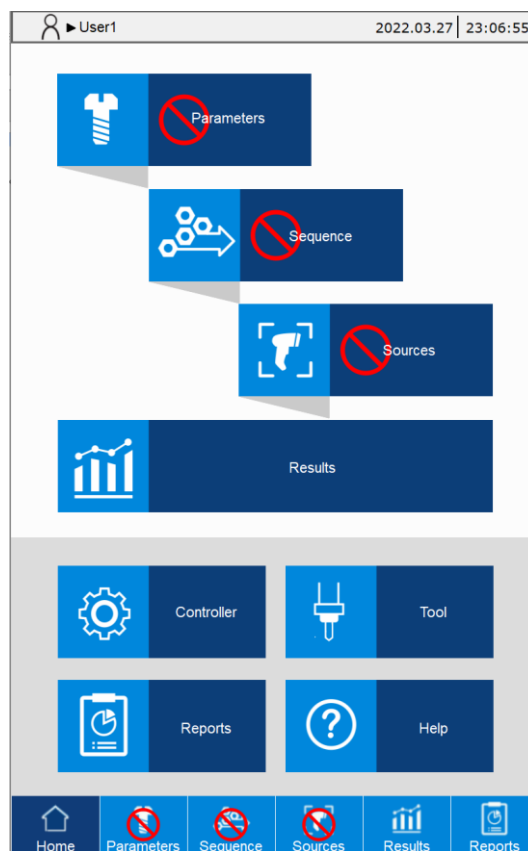 ►User1 2022.03.27 23:06:55
Parameters
Sequence
Sources
Results
Controller Tool
Reports Help
Home Parameters Sequence Sources Results Reports